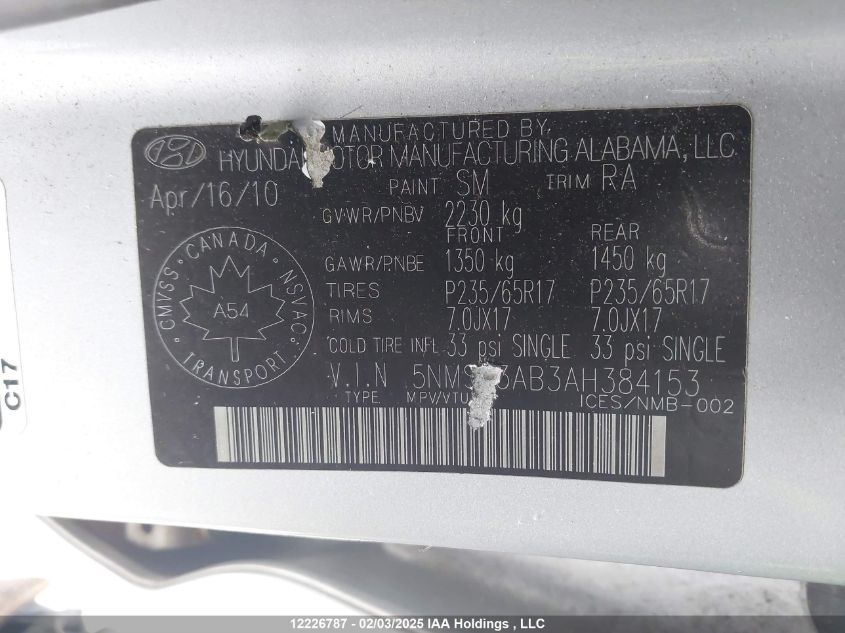 MANUFACTURED BY
HYUNDAI MOTOR MANUFACTURING ALABAMA, LLC
Apr/16/10
PAINT SM TRIM RA
GVWR/PNBV 2230 kg
FRONT REAR
GAWR/PNBE 1350 kg 1450 kg
TIRES P235/65R17 P235/65R17
RIMS 7.0JX17 7.0JX17
COLD TIRE INFL 33 psi SINGLE 33 psi SINGLE
V.I.N
TYPE MPV/VTU ICES/NMB-002
CANADA
CMVSS NSVAC
A54
TRANSPORT
C17
12226787 - 02/03/2025 IAA Holdings , LLC